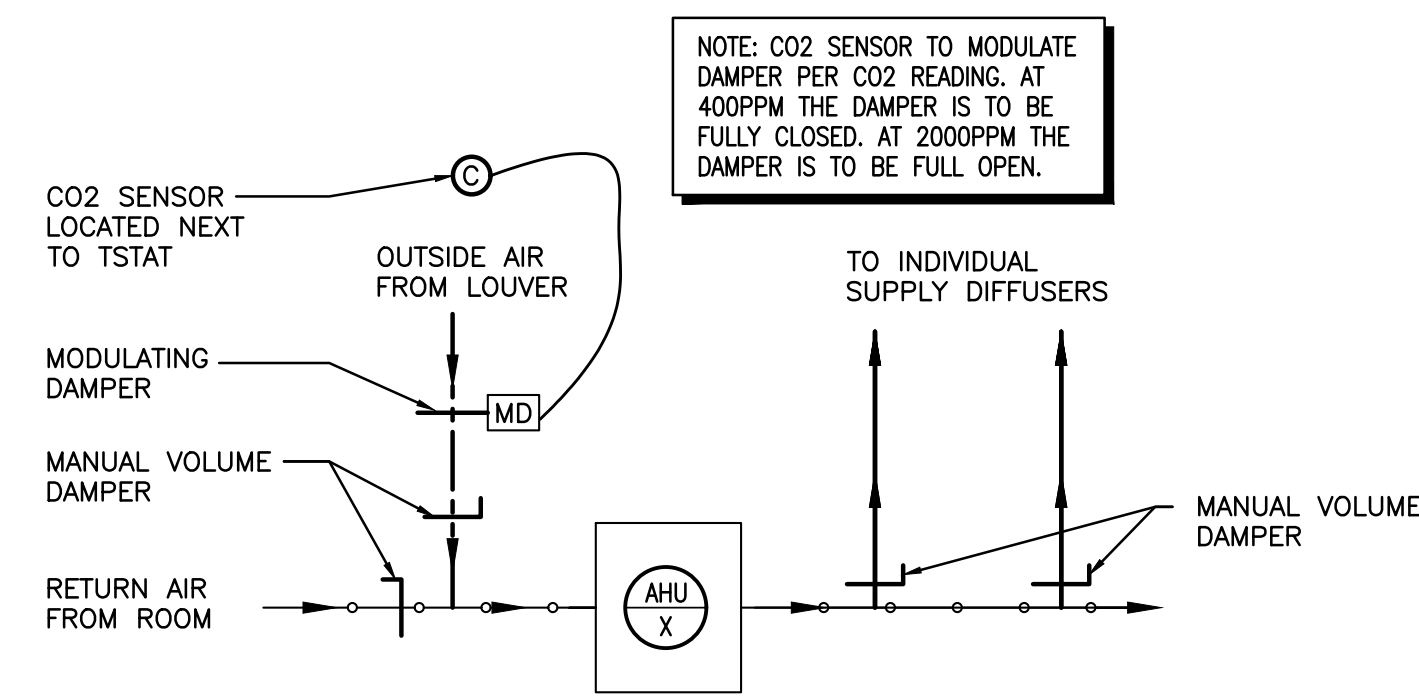 NOTE: CO2 SENSOR TO MODULATE
DAMPER PER CO2 READING. AT
400PPM THE DAMPER IS TO BE
FULLY CLOSED. AT 2000PPM THE
DAMPER IS TO BE FULL OPEN.
C
CO2 SENSOR
LOCATED NEXT
TO TSTAT
OUTSIDE AIR
FROM LOUVER
TO INDIVIDUAL
SUPPLY DIFFUSERS
MODULATING
DAMPER
MD
MANUAL VOLUME
DAMPER
MANUAL VOLUME
DAMPER
RETURN AIR
FROM ROOM
AHU
X